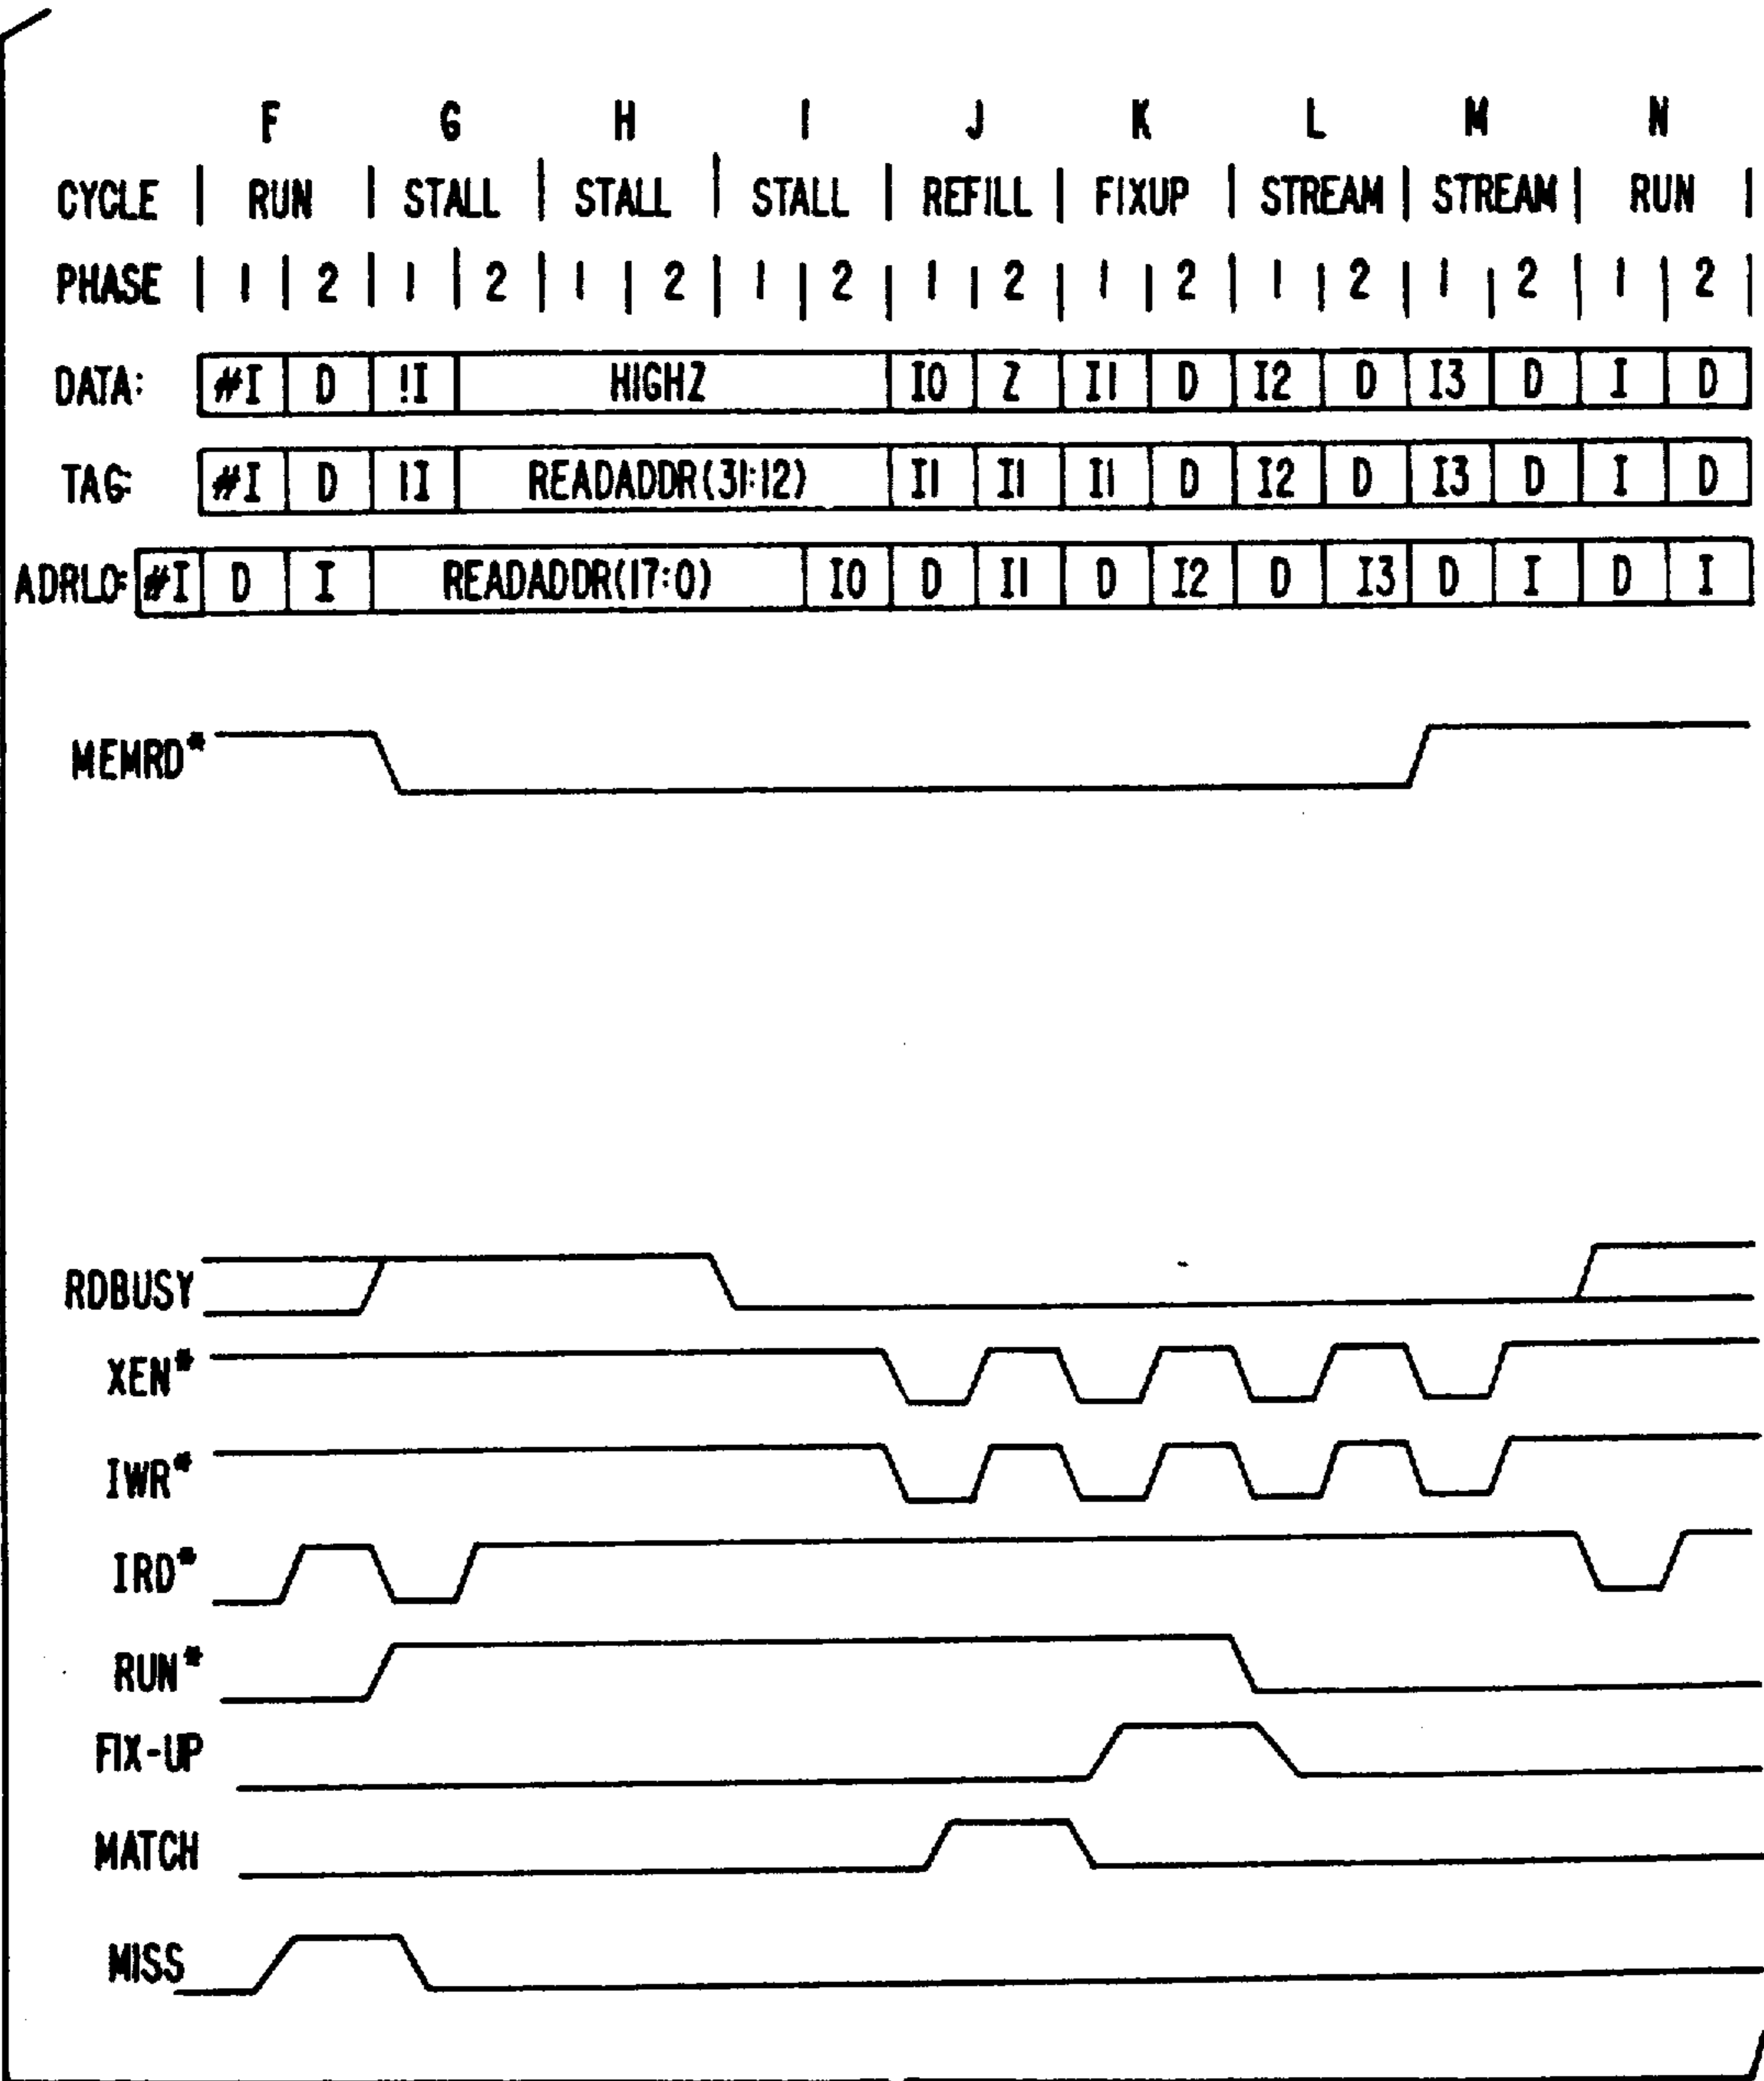 F G H I J K L M N
CYCLE | RUN | STALL | STALL | STALL | REFILL | FIXUP | STREAM | STREAM | RUN |
PHASE | 1 | 2 | 1 | 2 | 1 | 2 | 1 | 2 | 1 | 2 | 1 | 2 | 1 | 2 | 1 | 2 | 1 | 2 |
DATA: #I D !I HIGHZ I0 Z I1 D I2 D I3 D I D
TAG: #I D !I READADDR(31:12) I1 I1 I1 D I2 D I3 D I D
ADRLO: #I D I READADDR(17:0) I0 D I1 D I2 D I3 D I D I
MEMRD*
RDBUSY
XEN*
IWR*
IRD*
RUN*
FIX-UP
MATCH
MISS